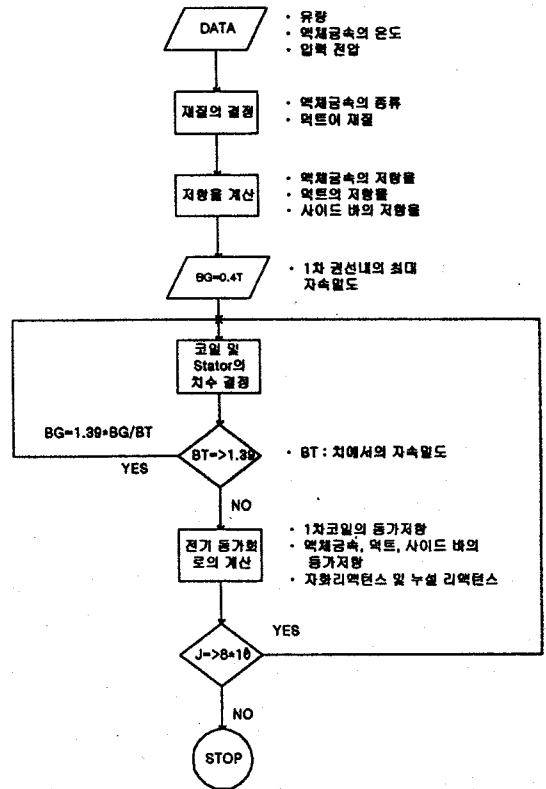 DATA
• 유량
• 액체금속의 온도
• 입력 전압
재질의 결정
• 액체금속의 종류
• 덕트어 재질
저항율 계산
• 액체금속의 저항율
• 덕트의 저항율
• 사이드 바의 저항율
BG=0.4T
• 1차 권선내의 최대
자속밀도
코일 및
Stator의
치수 결정
BG=1.39*BG/BT
YES
BT=>1.39
• BT : 치에서의 자속밀도
NO
전기 등가회
로의 계산
• 1차코일의 등가저항
• 액체금속, 덕트, 사이드 바의
등가저항
• 자화리액턴스 및 누설 리액턴스
YES
J=>8*10
NO
STOP